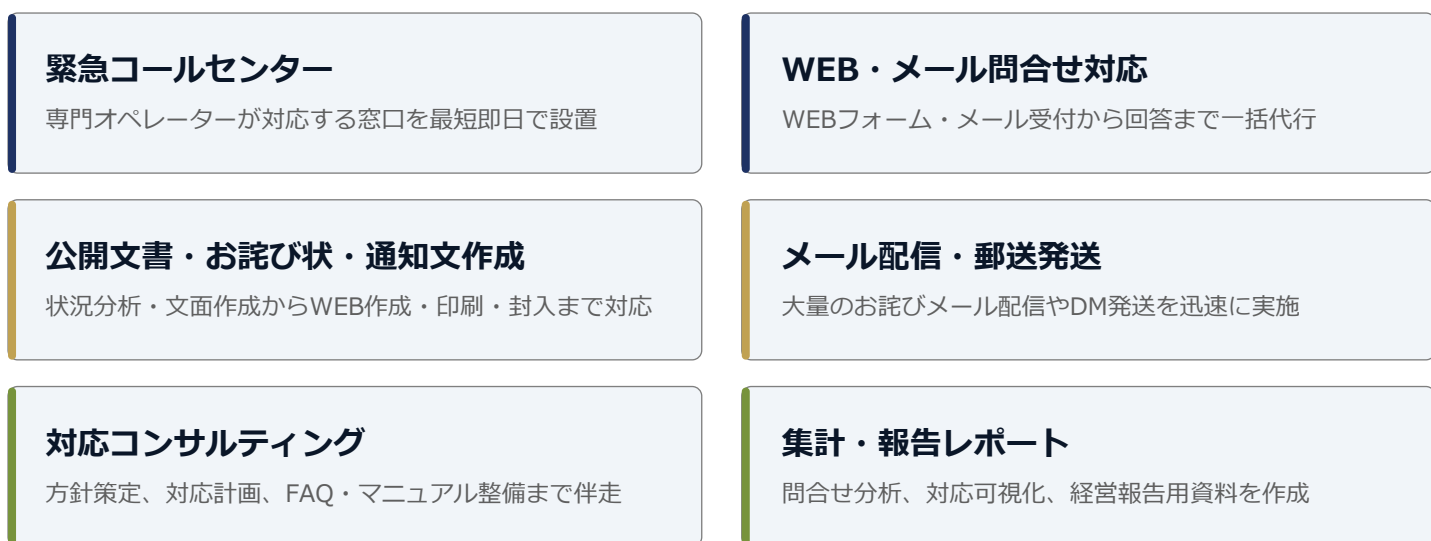 緊急コールセンター
専門オペレーターが対応する窓口を最短即日で設置
WEB・メール問合せ対応
WEBフォーム・メール受付から回答まで一括代行
公開文書・お詫び状・通知文作成
状況分析・文面作成からWEB作成・印刷・封入まで対応
メール配信・郵送発送
大量のお詫びメール配信やDM発送を迅速に実施
対応コンサルティング
方針策定、対応計画、FAQ・マニュアル整備まで伴走
集計・報告レポート
問合せ分析、対応可視化、経営報告用資料を作成